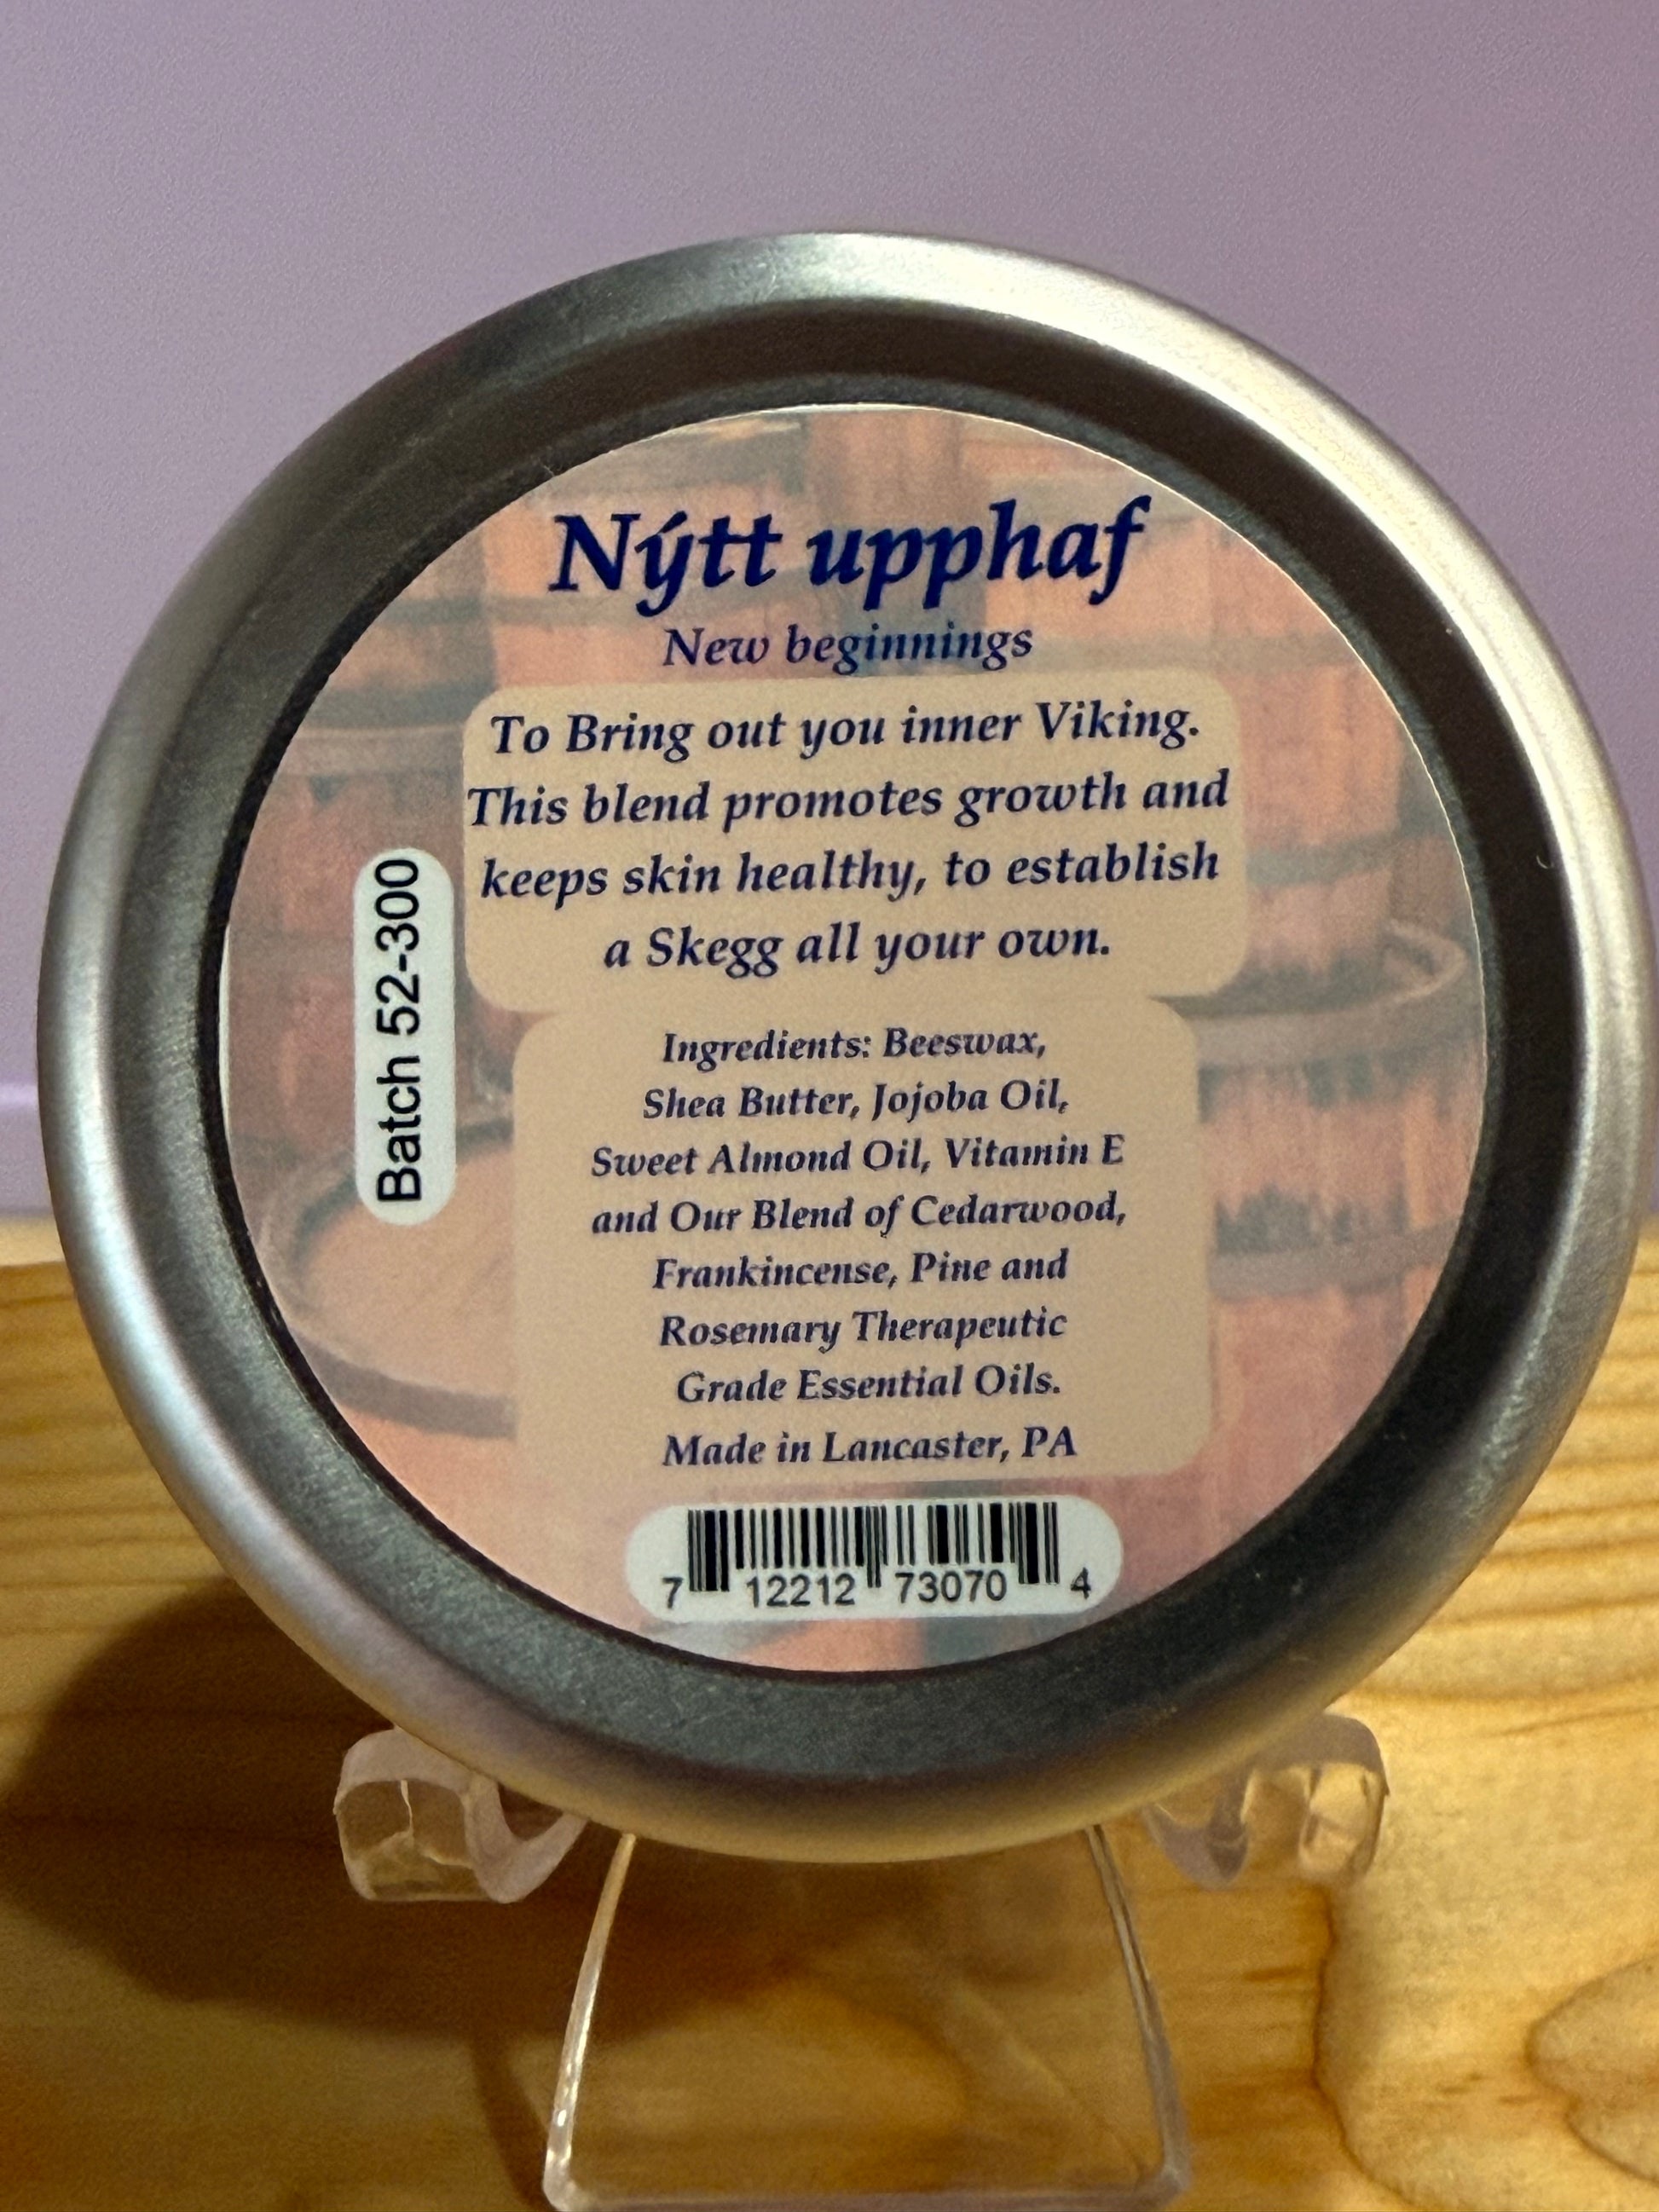 Nýtt upphaf
New beginnings
To Bring out you inner Viking.
This blend promotes growth and
keeps skin healthy, to establish
a Skegg all your own.
Batch 52-300
Ingredients: Beeswax,
Shea Butter, Jojoba Oil,
Sweet Almond Oil, Vitamin E
and Our Blend of Cedarwood,
Frankincense, Pine and
Rosemary Therapeutic
Grade Essential Oils.
Made in Lancaster, PA
7 12212 73070 4